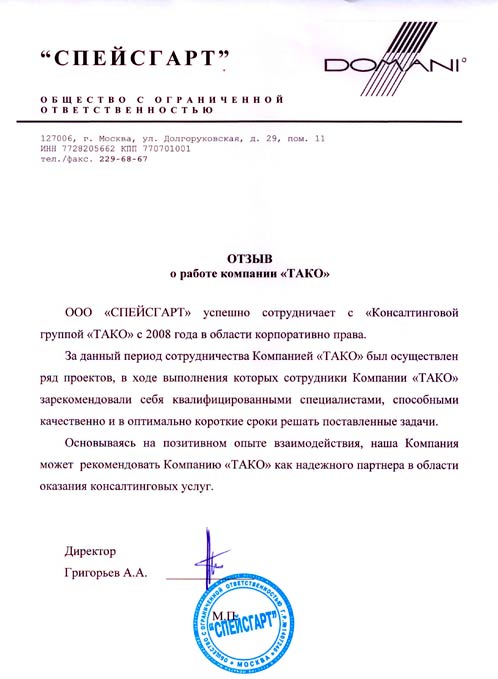 “СПЕЙСГАРТ”
DOMANI°
ОБЩЕСТВО С ОГРАНИЧЕННОЙ
ОТВЕТСТВЕННОСТЬЮ
127006, г. Москва, ул. Долгоруковская, д. 29, пом. 11
ИНН 7728205662 КПП 770701001
тел./факс. 229-68-67
ОТЗЫВ
о работе компании «ТАКО»
ООО «СПЕЙСГАРТ» успешно сотрудничает с «Консалтинговой
группой «ТАКО» с 2008 года в области корпоративно права.
За данный период сотрудничества Компанией «ТАКО» был осуществлен
ряд проектов, в ходе выполнения которых сотрудники Компании «ТАКО»
зарекомендовали себя квалифицированными специалистами, способными
качественно и в оптимально короткие сроки решать поставленные задачи.
Основываясь на позитивном опыте взаимодействия, наша Компания
может рекомендовать Компанию «ТАКО» как надежного партнера в области
оказания консалтинговых услуг.
Директор
Григорьев А.А.
М.П.
ОБЩЕСТВО С ОГРАНИЧЕННОЙ ОТВЕТСТВЕННОСТЬЮ
“СПЕЙСГАРТ”
МОСКВА